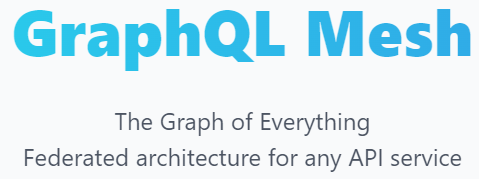 GraphQL Mesh
The Graph of Everything
Federated architecture for any API service